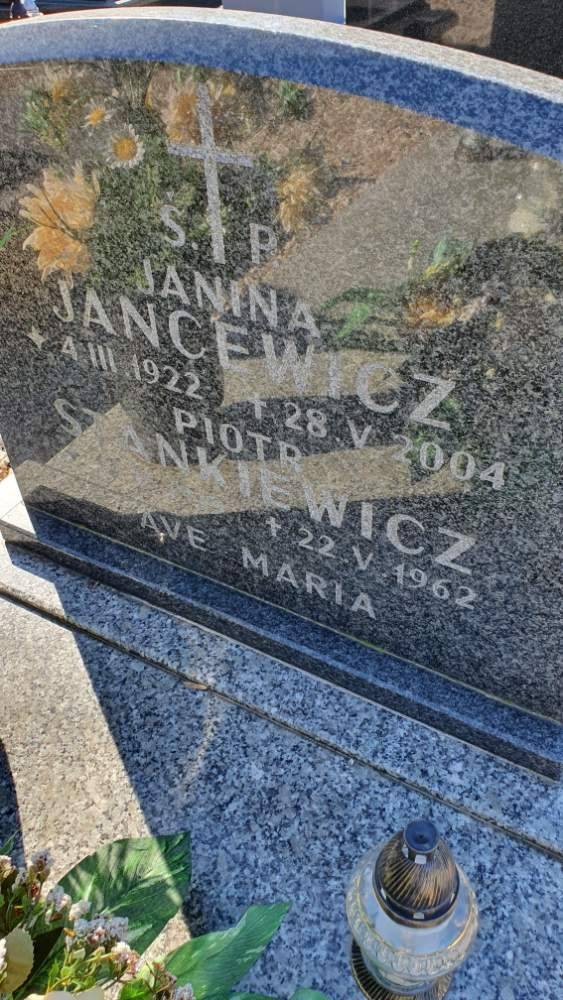 Ś. P
JANINA
JANCEWICZ
4 III 1922 † 28.V 2004
PIOTR
STANKIEWICZ
† 22.V.1962
AVE MARIA